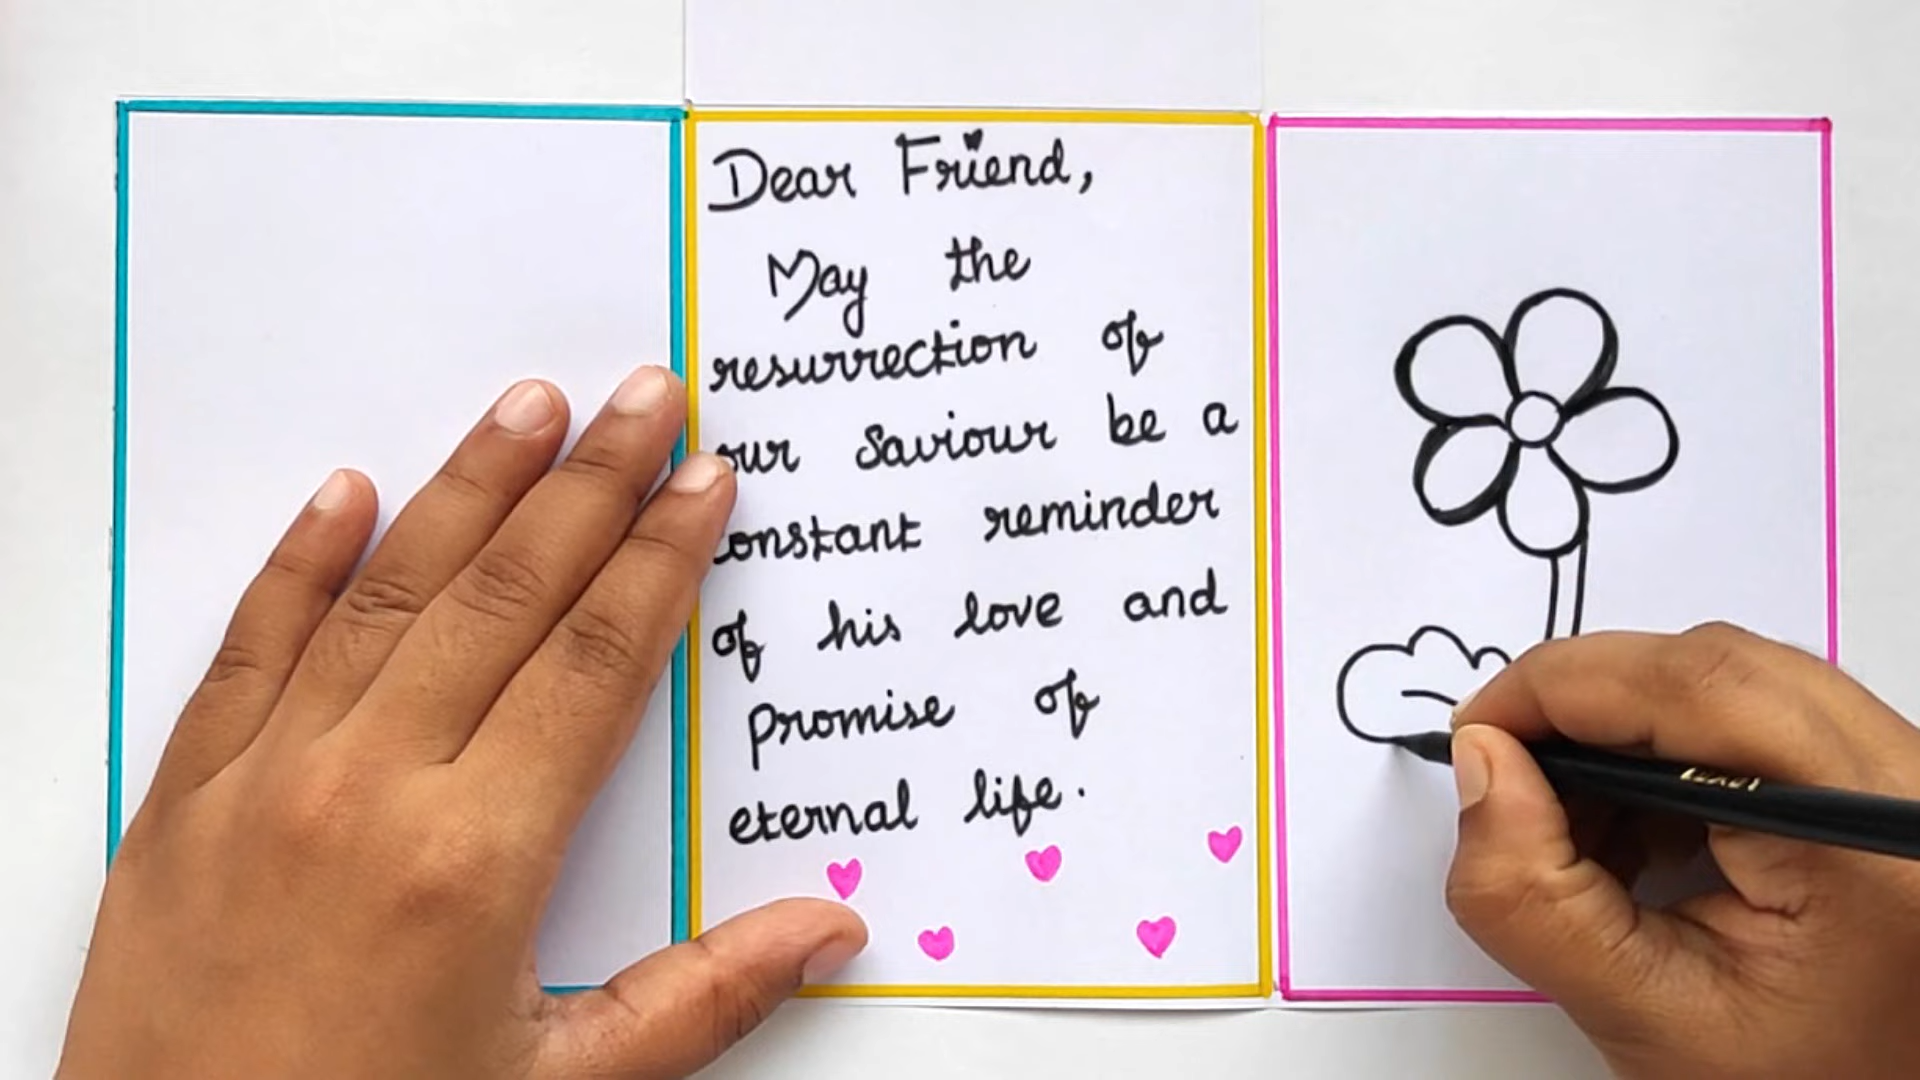 Dear Friend,
May the
resurrection of
our Saviour be a
constant reminder
of his love and
promise of
eternal life.
LUXOR